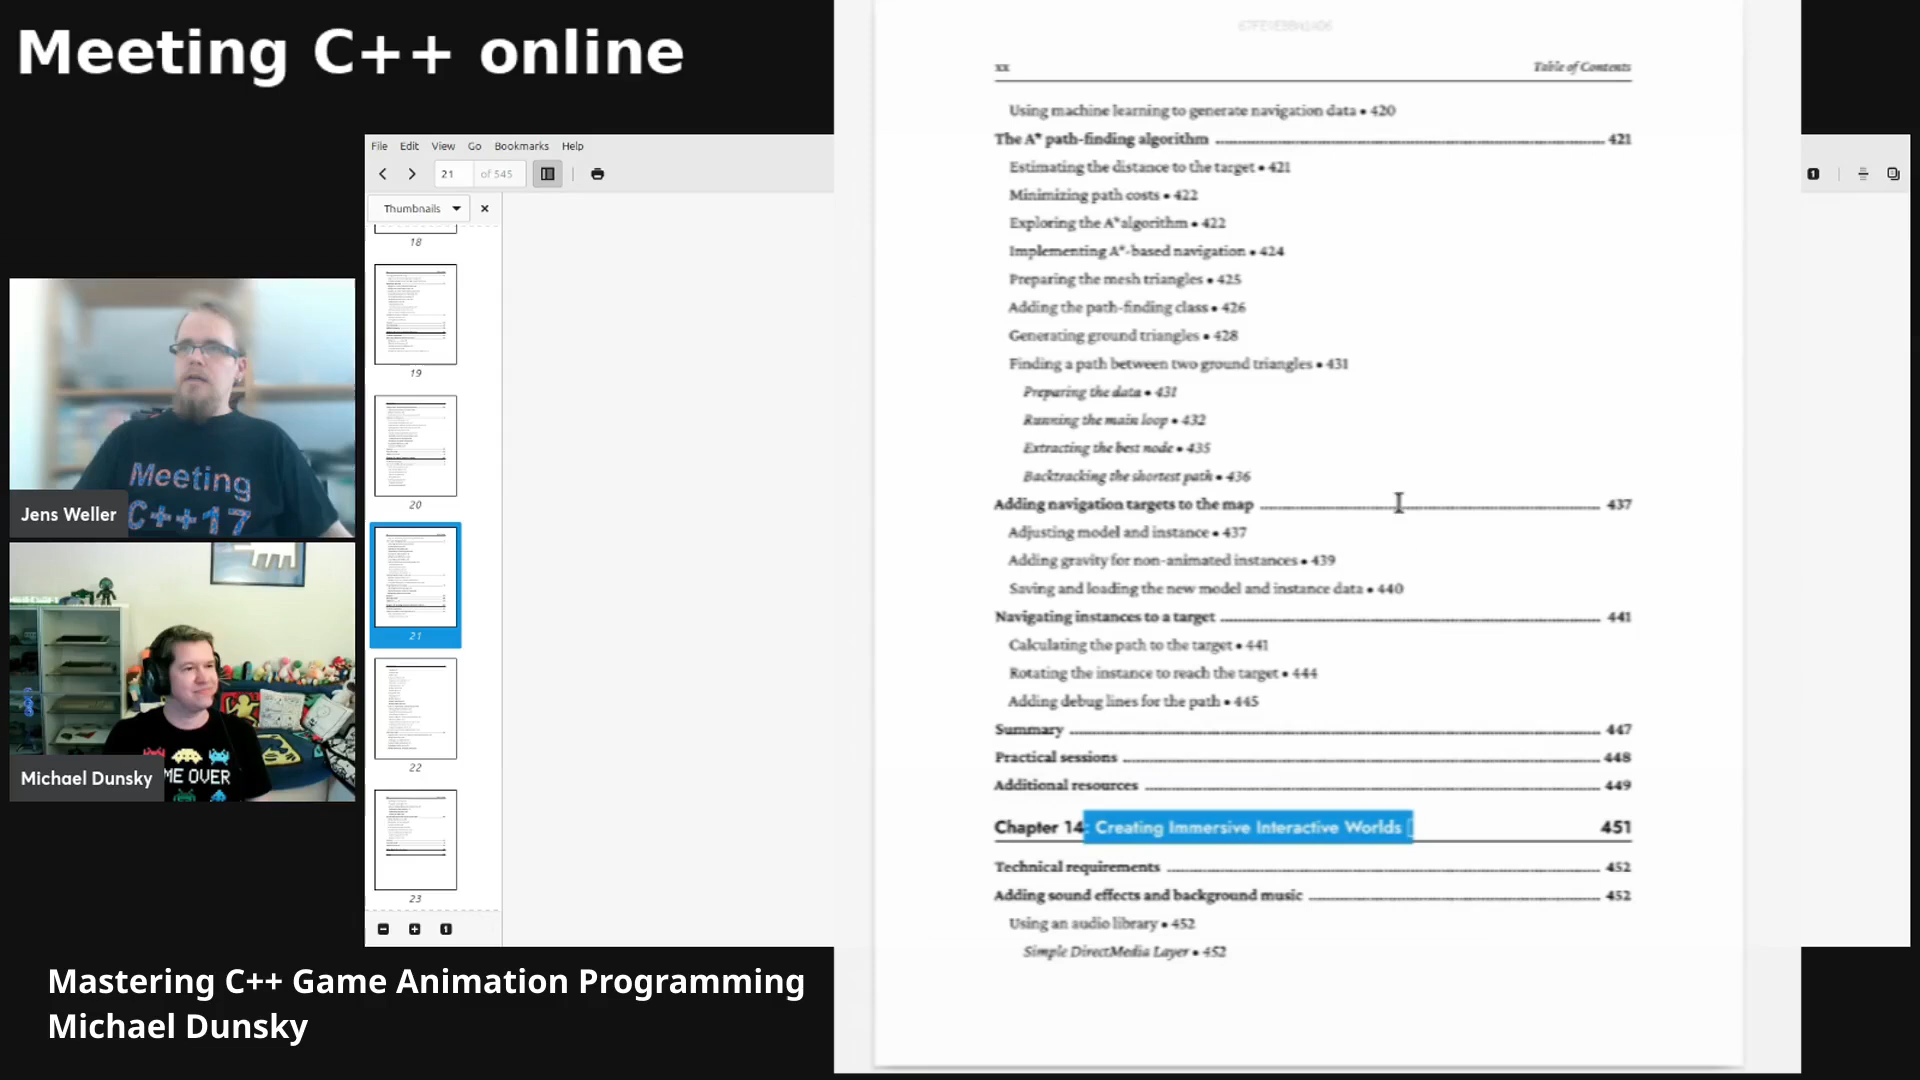 Meeting C++ online
File Edit View Go Bookmarks Help
21 of 545
Thumbnails
18
19
20
21
22
23
Jens Weller
Meeting
C++17
Michael Dunsky
ME OVER
Mastering C++ Game Animation Programming
Michael Dunsky
xx Table of Contents
Using machine learning to generate navigation data • 420
The A* path-finding algorithm 421
Estimating the distance to the target • 421
Minimizing path costs • 422
Exploring the A* algorithm • 422
Implementing A*-based navigation • 424
Preparing the mesh triangles • 425
Adding the path-finding class • 426
Generating ground triangles • 428
Finding a path between two ground triangles • 431
Preparing the data • 431
Running the main loop • 432
Extracting the best node • 435
Backtracking the shortest path • 436
Adding navigation targets to the map 437
Adjusting model and instance • 437
Adding gravity for non-animated instances • 439
Saving and loading the new model and instance data • 440
Navigating instances to a target 441
Calculating the path to the target • 441
Rotating the instance to reach the target • 444
Adding debug lines for the path • 445
Summary 447
Practical sessions 448
Additional resources 449
Chapter 14: Creating Immersive Interactive Worlds 451
Technical requirements 452
Adding sound effects and background music 452
Using an audio library • 452
Simple DirectMedia Layer • 452